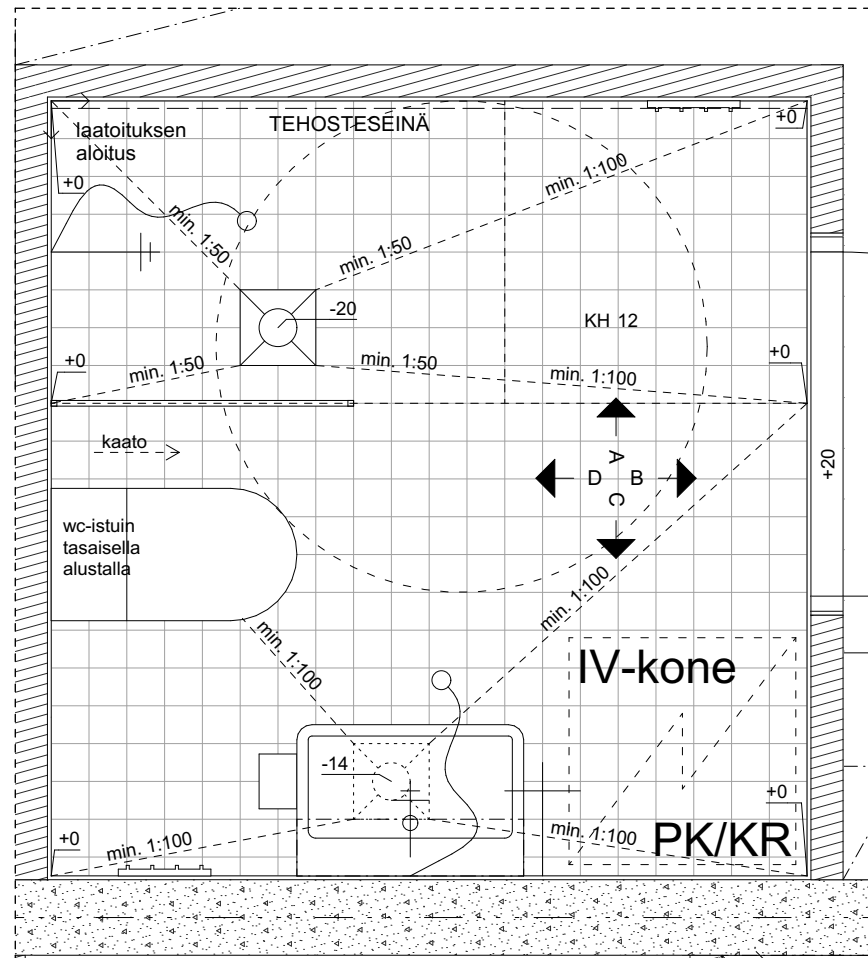 laatoituksen
aloitus
TEHOSTESEINÄ
+0
+0
min. 1:100
min. 1:50
min. 1:50
-20
KH 12
+0
min. 1:50
min. 1:50
min. 1:100
+0
kaato
A
D
B
C
+20
wc-istuin
tasaisella
alustalla
min. 1:100
min. 1:100
IV-kone
-14
+0
+0
min. 1:100
min. 1:100
PK/KR